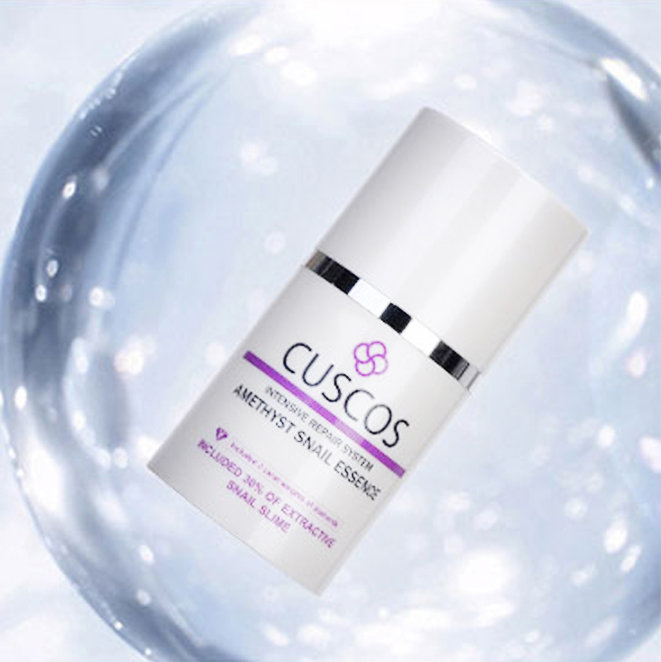 CUSCOS
INTENSIVE REPAIR SYSTEM
AMETHYST SNAIL ESSENCE
INCLUDED 30% OF EXTRACTIVE
SNAIL SLIME